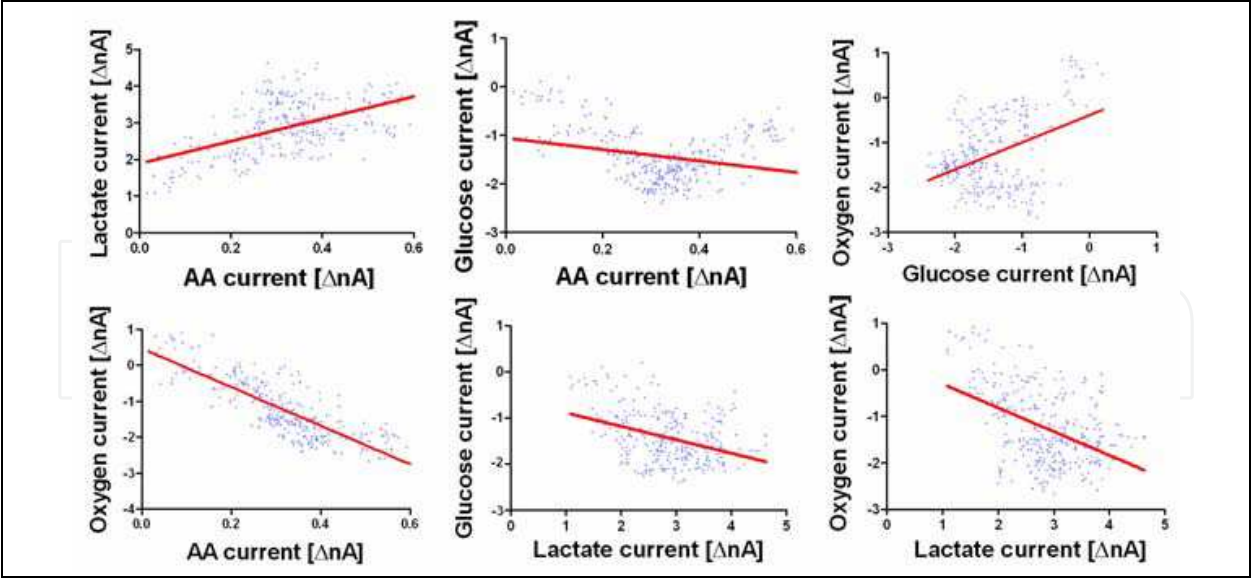 Lactate current [ΔnA]
5
4
3
2
1
0
0.0 0.2 0.4 0.6
AA current [ΔnA]
Glucose current [ΔnA]
1
0
-1
-2
-3
0.0 0.2 0.4 0.6
AA current [ΔnA]
Oxygen current [ΔnA]
1
0
-1
-2
-3
-3 -2 -1 0 1
Glucose current [ΔnA]
Oxygen current [ΔnA]
1
0
-1
-2
-3
-4
0.0 0.2 0.4 0.6
AA current [ΔnA]
Glucose current [ΔnA]
1
0
-1
-2
-3
0 1 2 3 4 5
Lactate current [ΔnA]
Oxygen current [ΔnA]
1
0
-1
-2
-3
0 1 2 3 4 5
Lactate current [ΔnA]